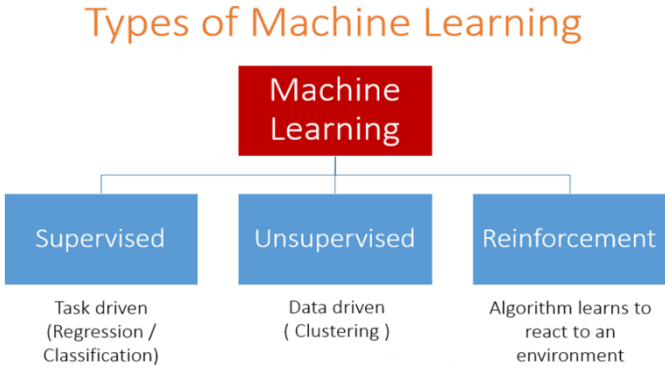 Types of Machine Learning
Machine
Learning
Supervised
Unsupervised
Reinforcement
Task driven
(Regression /
Classification)
Data driven
( Clustering )
Algorithm learns to
react to an
environment